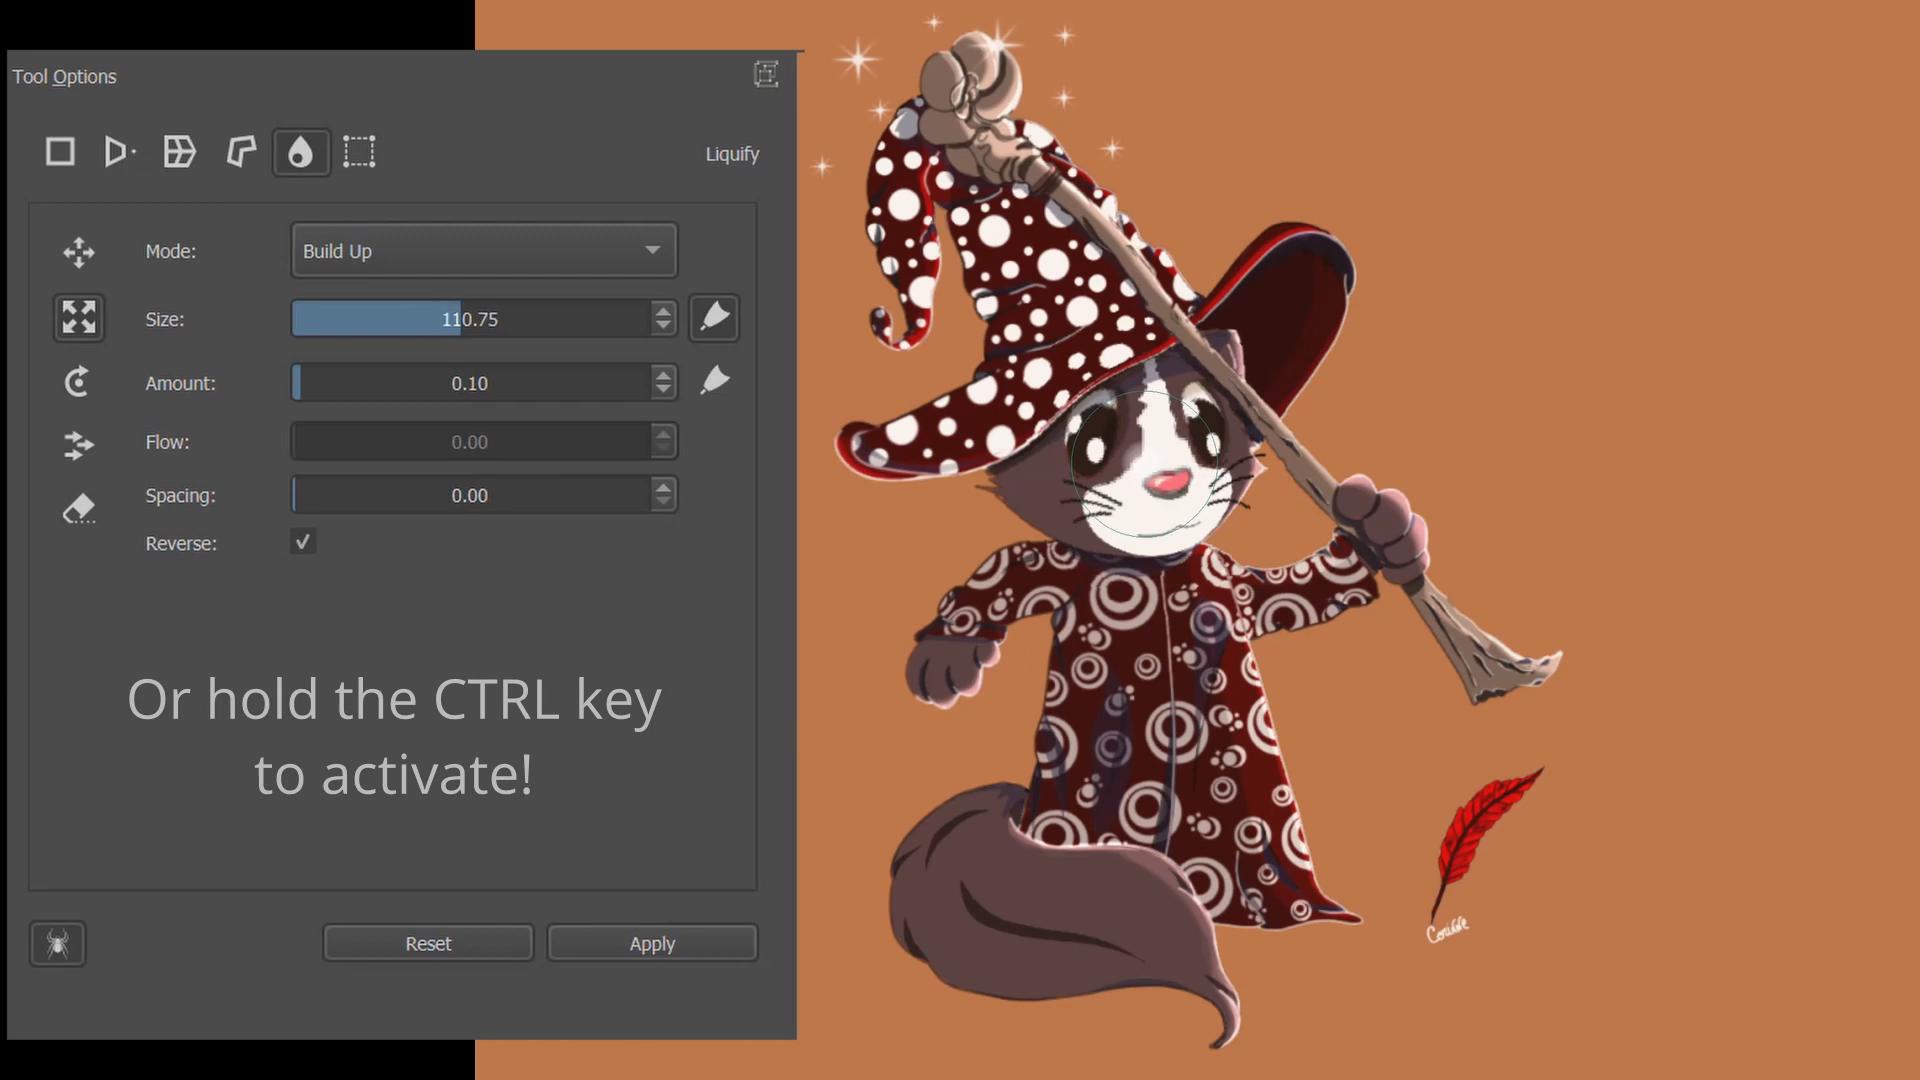 Tool Options
Liquify
Mode:
Build Up
Size:
110.75
Amount:
0.10
Flow:
0.00
Spacing:
0.00
Reverse:
Or hold the CTRL key
to activate!
Reset
Apply